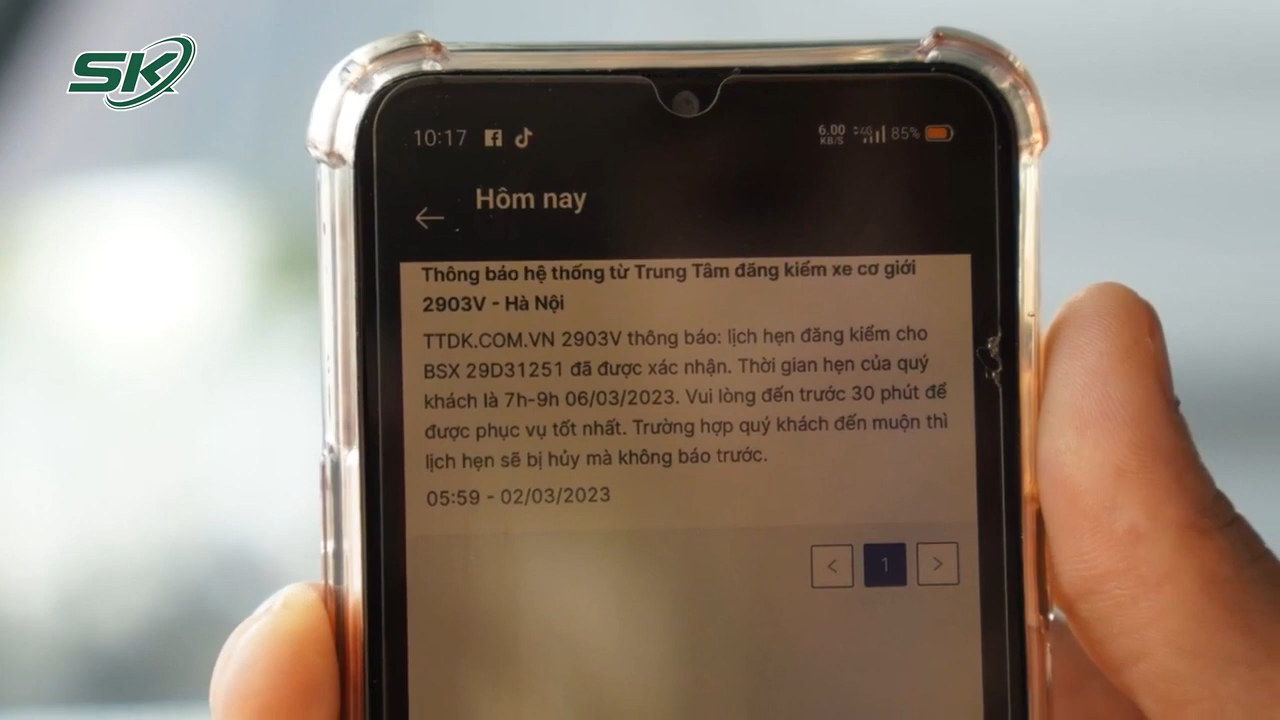 SK
10:17
6.00 KB/S 4G 85%
Hôm nay
Thông báo hệ thống từ Trung Tâm đăng kiểm xe cơ giới
2903V - Hà Nội
TTDK.COM.VN 2903V thông báo: lịch hẹn đăng kiểm cho
BSX 29D31251 đã được xác nhận. Thời gian hẹn của quý
khách là 7h-9h 06/03/2023. Vui lòng đến trước 30 phút để
được phục vụ tốt nhất. Trường hợp quý khách đến muộn thì
lịch hẹn sẽ bị hủy mà không báo trước.
05:59 - 02/03/2023
< 1 >